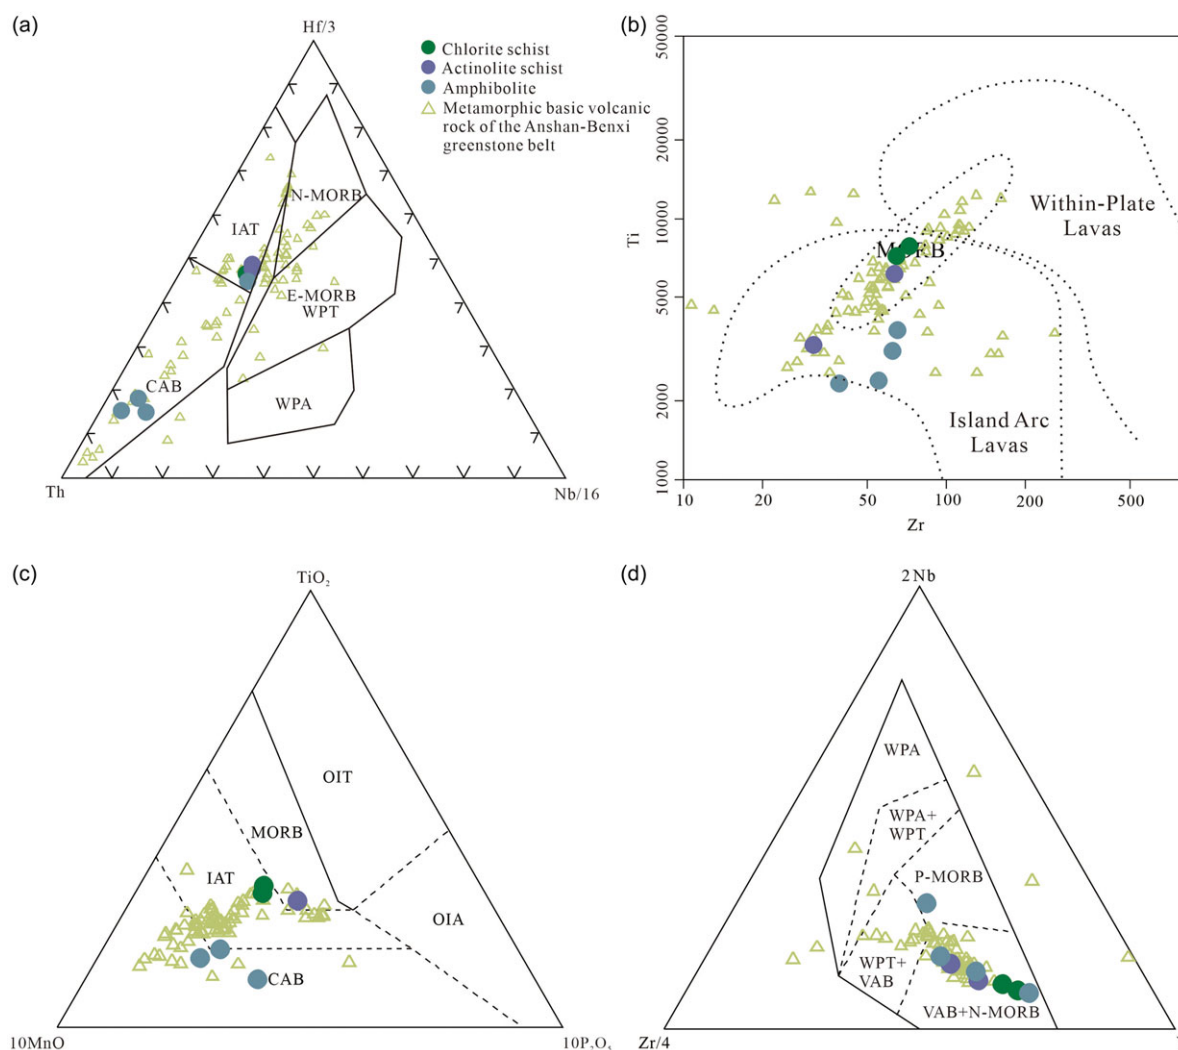 (a)
Hf/3
Chlorite schist
Actinolite schist
Amphibolite
Metamorphic basic volcanic
rock of the Anshan-Benxi
greenstone belt
N-MORB
IAT
E-MORB
WPT
CAB
WPA
Th
Nb/16
(b)
50000
20000
10000
5000
2000
1000
Ti
Within-Plate
Lavas
MORB
Island Arc
Lavas
10
20
50
100
200
500
Zr
(c)
TiO₂
OIT
MORB
IAT
OIA
CAB
10MnO
(d)
2Nb
WPA
WPA+
WPT
P-MORB
WPT+
VAB
VAB+N-MORB
Zr/4